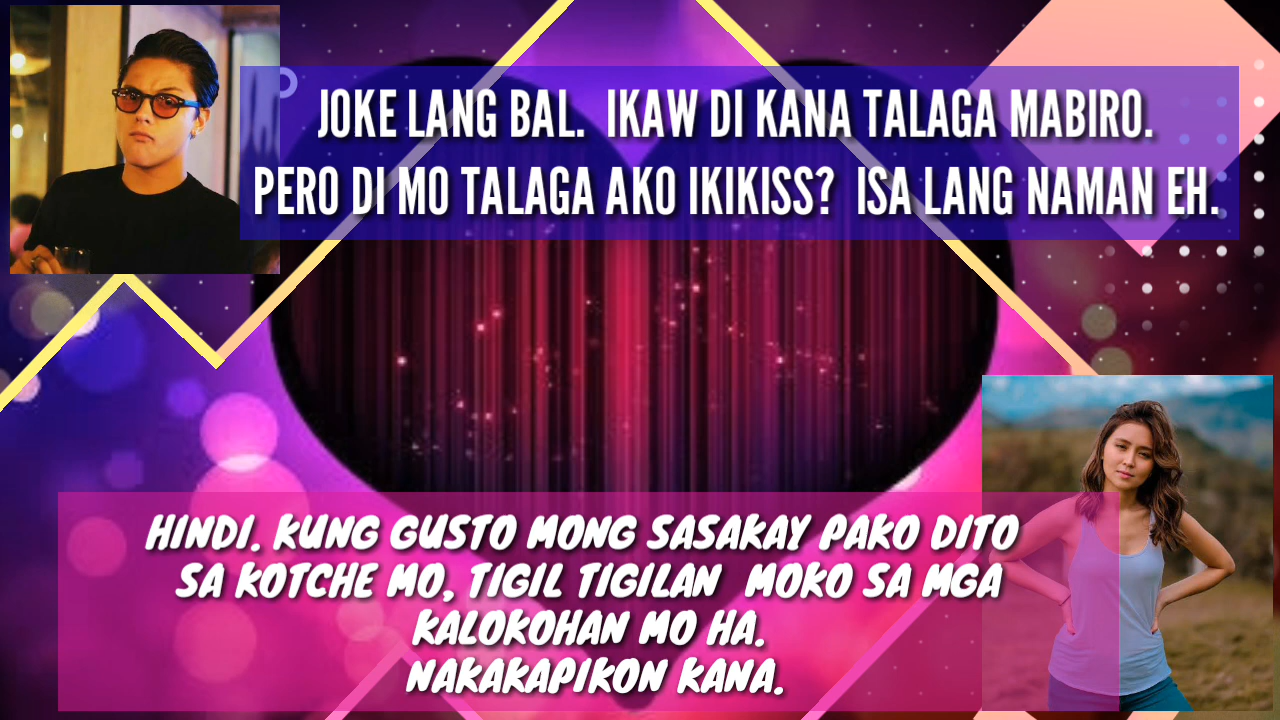 JOKE LANG BAL. IKAW DI KANA TALAGA MABIRO.
PERO DI MO TALAGA AKO IKIKISS? ISA LANG NAMAN EH.
HINDI. KUNG GUSTO MONG SASAKAY PAKO DITO
SA KOTCHE MO, TIGIL TIGILAN MOKO SA MGA
KALOKOHAN MO HA.
NAKAKAPIKON KANA.